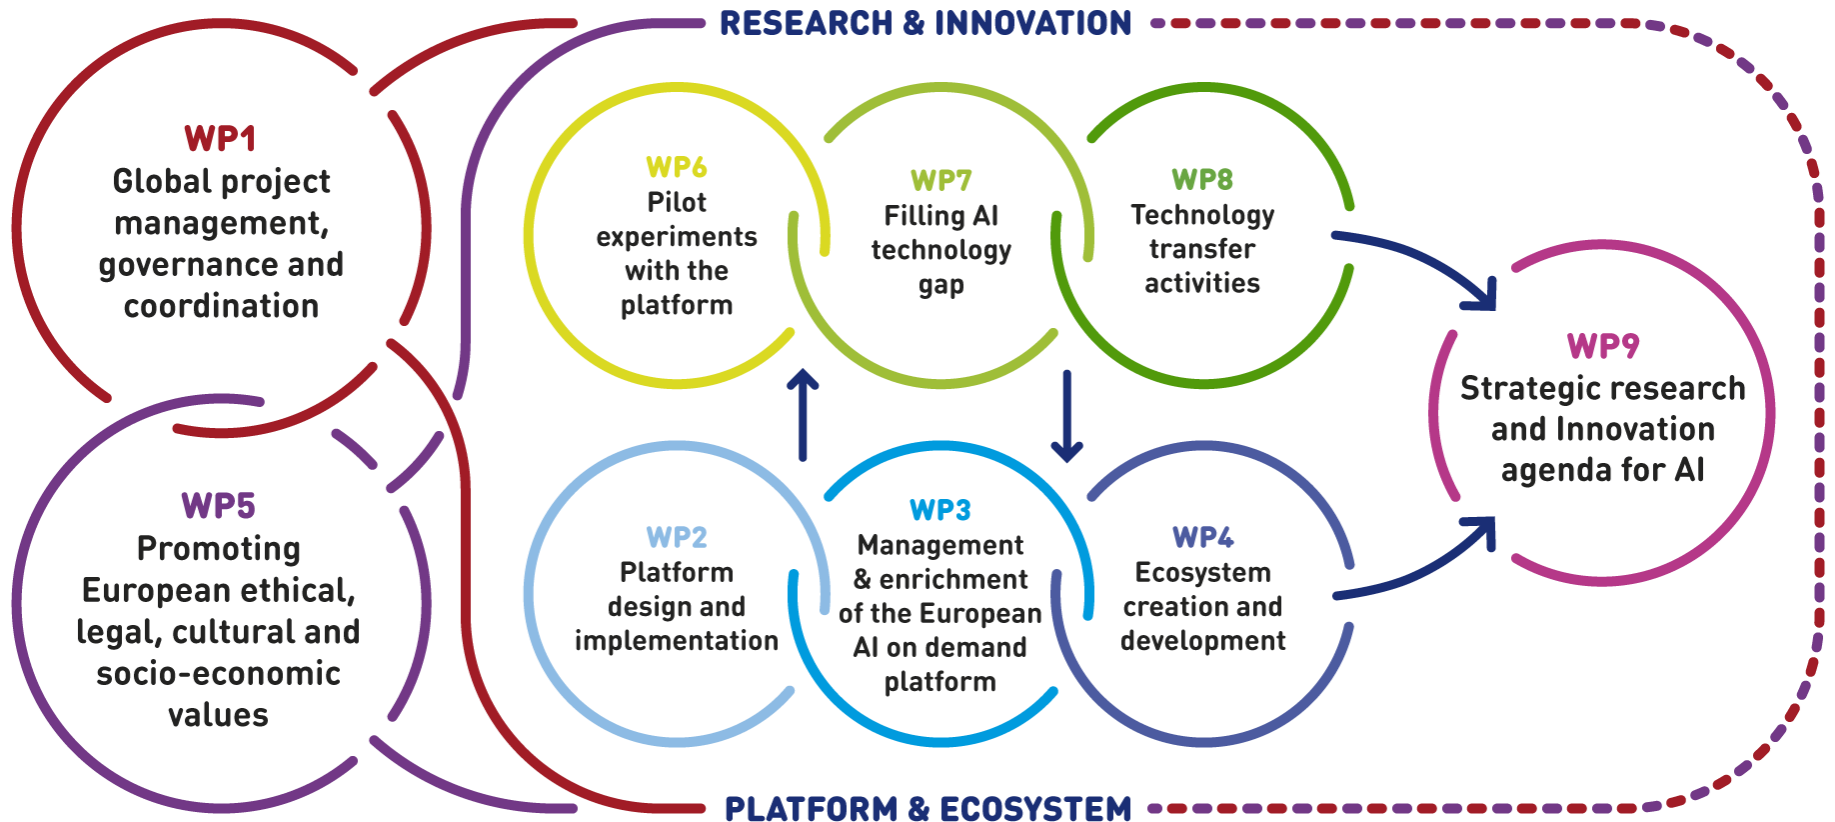 RESEARCH & INNOVATION
WP1
Global project
management,
governance and
coordination
WP5
Promoting
European ethical,
legal, cultural and
socio-economic
values
WP6
Pilot
experiments
with the
platform
WP7
Filling AI
technology
gap
WP8
Technology
transfer
activities
WP2
Platform
design and
implementation
WP3
Management
& enrichment
of the European
AI on demand
platform
WP4
Ecosystem
creation and
development
WP9
Strategic research
and Innovation
agenda for AI
PLATFORM & ECOSYSTEM